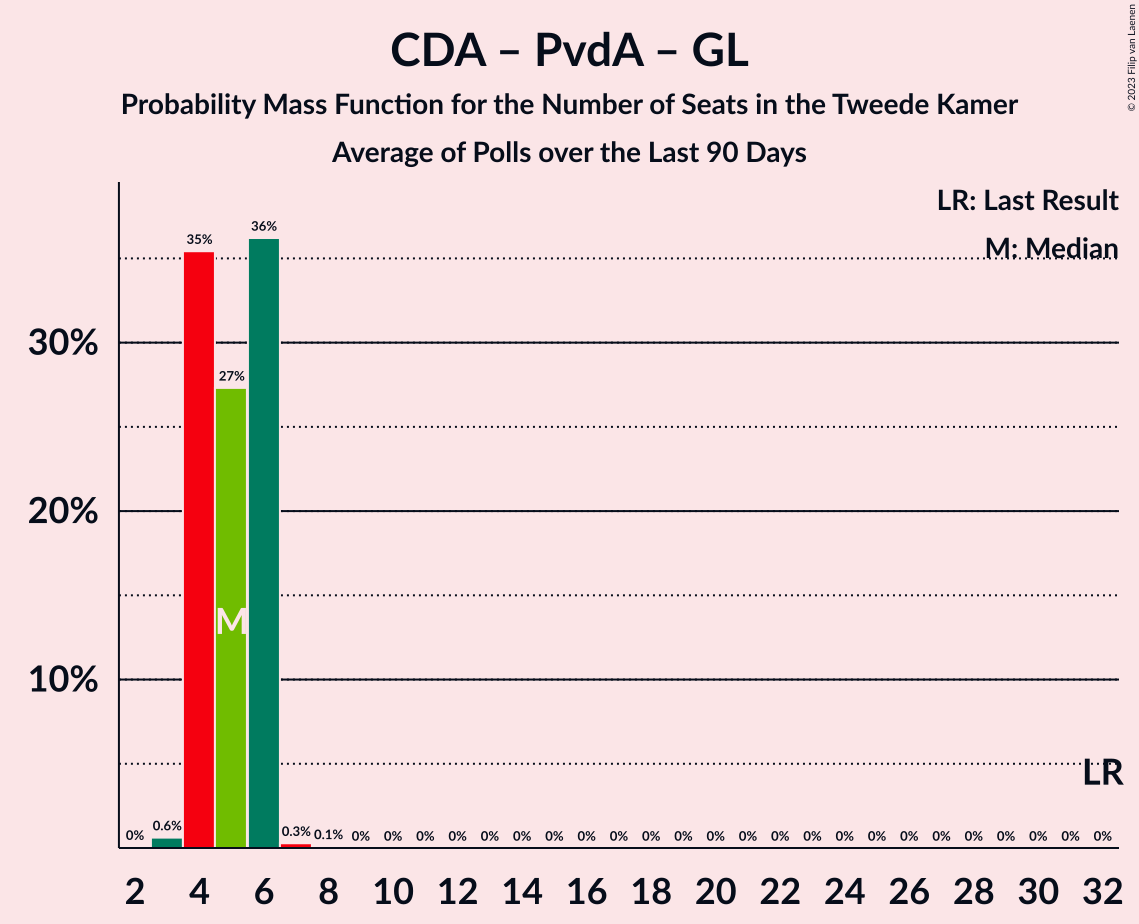 CDA – PvdA – GL
Probability Mass Function for the Number of Seats in the Tweede Kamer
Average of Polls over the Last 90 Days
© 2023 Filip van Laenen
LR: Last Result
M: Median
30%
20%
10%
0% 0.6% 35% 27% 36% 0.3% 0.1% 0% 0% 0% 0% 0% 0% 0% 0% 0% 0% 0% 0% 0% 0% 0% 0% 0% 0% 0% 0% 0% 0% 0% 0%
M
LR
2 4 6 8 10 12 14 16 18 20 22 24 26 28 30 32